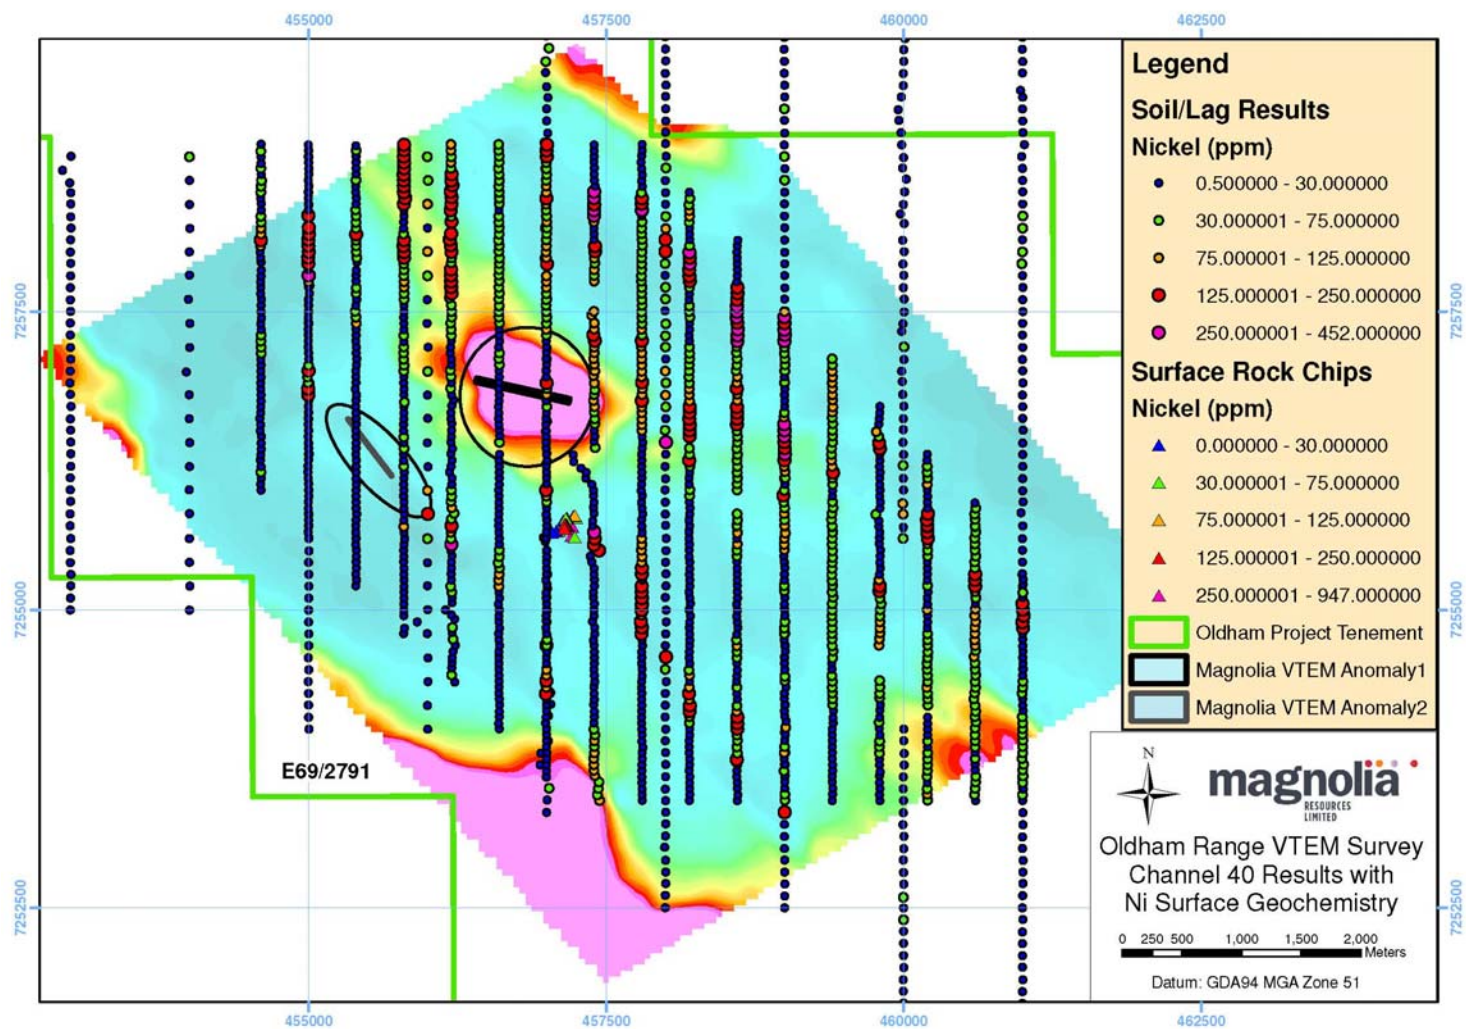 455000
457500
460000
462500
7257500
7255000
7252500
7257500
7255000
7252500
E69/2791
Legend
Soil/Lag Results
Nickel (ppm)
0.500000 - 30.000000
30.000001 - 75.000000
75.000001 - 125.000000
125.000001 - 250.000000
250.000001 - 452.000000
Surface Rock Chips
Nickel (ppm)
0.000000 - 30.000000
30.000001 - 75.000000
75.000001 - 125.000000
125.000001 - 250.000000
250.000001 - 947.000000
Oldham Project Tenement
Magnolia VTEM Anomaly1
Magnolia VTEM Anomaly2
N
magnolia
RESOURCES
LIMITED
Oldham Range VTEM Survey
Channel 40 Results with
Ni Surface Geochemistry
0 250 500 1,000 1,500 2,000
Meters
Datum: GDA94 MGA Zone 51
455000
457500
460000
462500